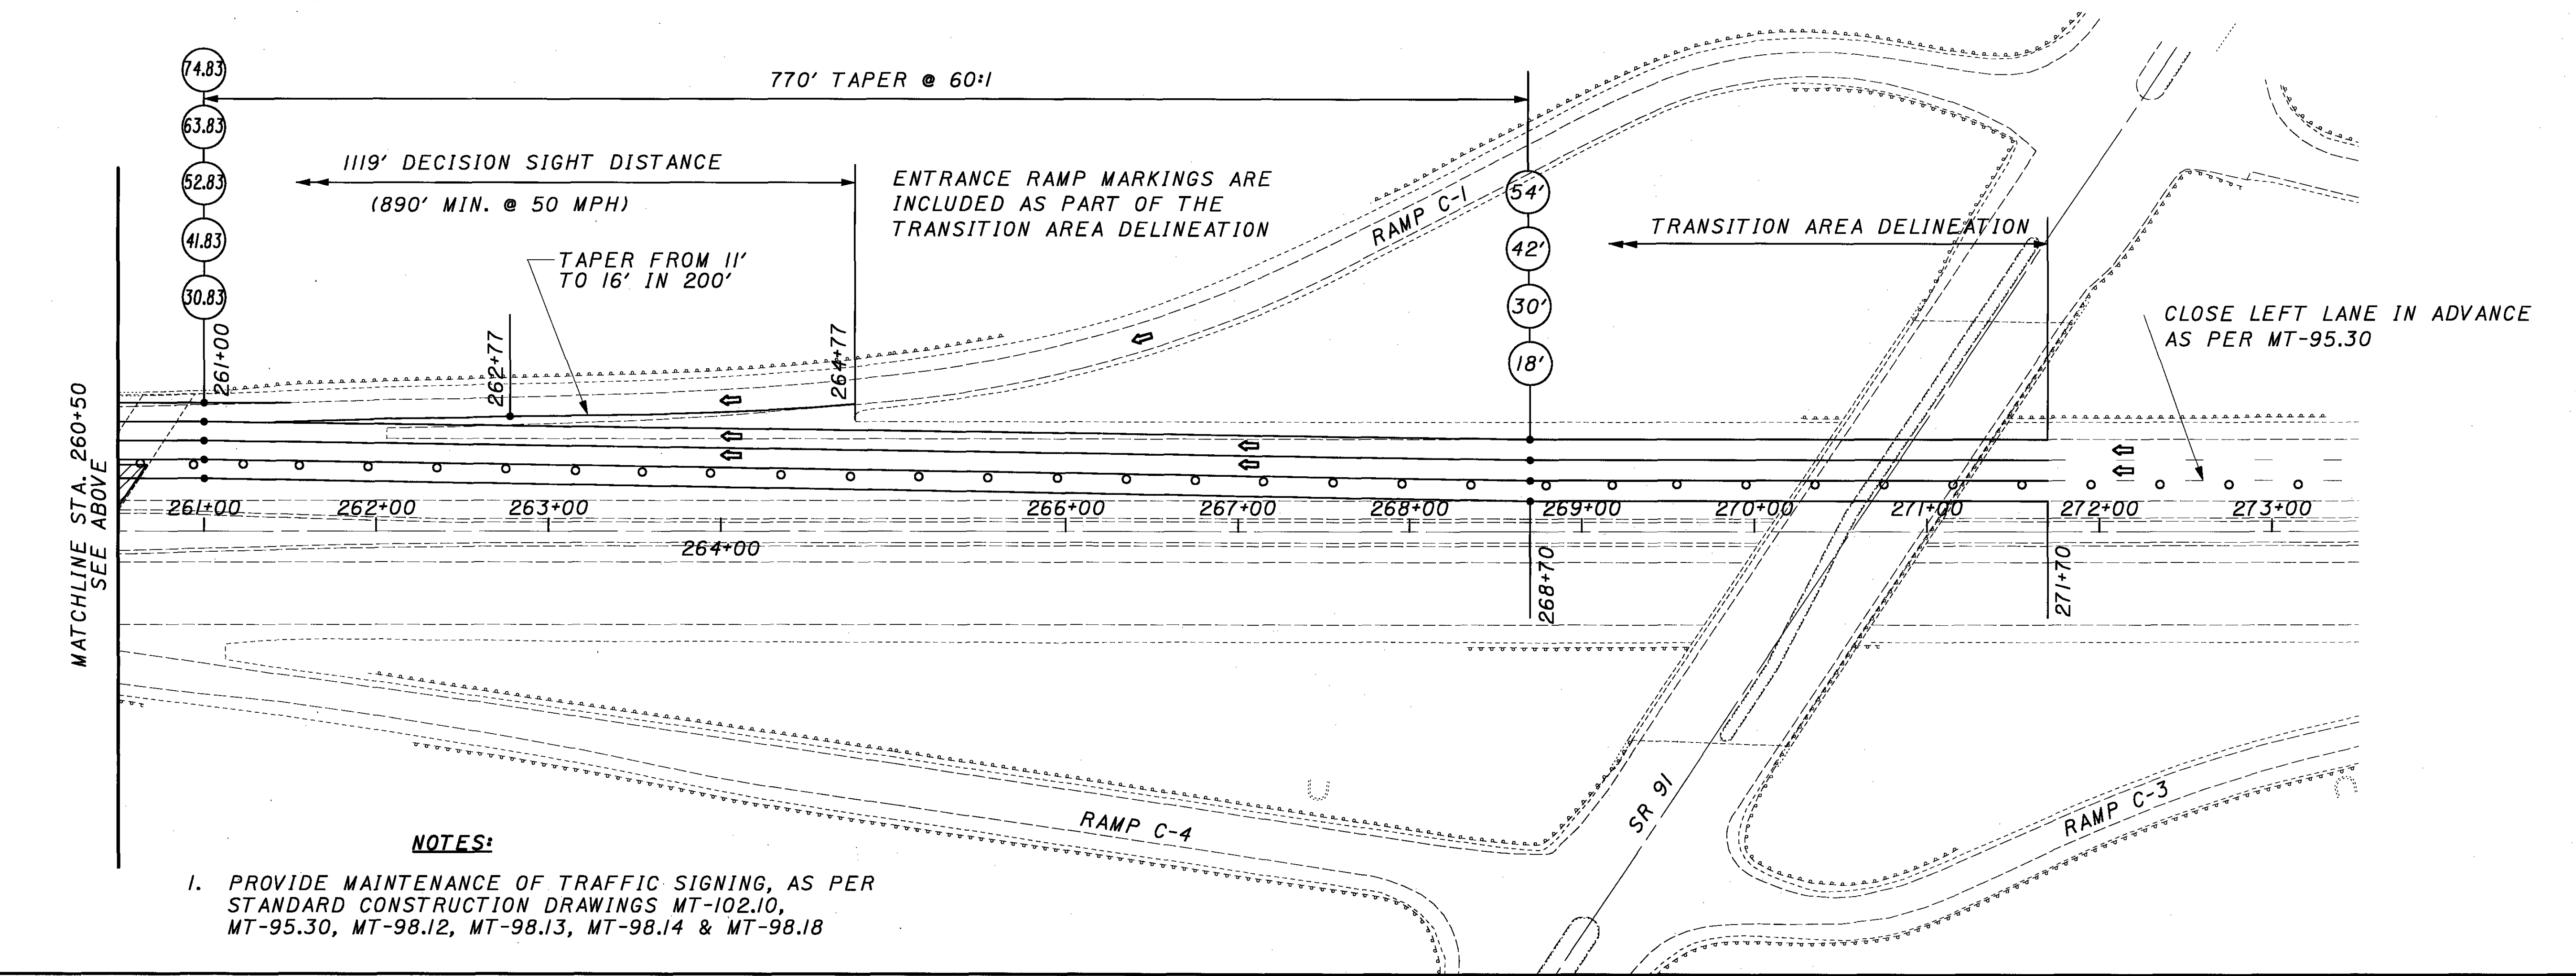 74.83
63.83
52.83
41.83
30.83
770' TAPER @ 60:1
1119' DECISION SIGHT DISTANCE
(890' MIN. @ 50 MPH)
ENTRANCE RAMP MARKINGS ARE
INCLUDED AS PART OF THE
TRANSITION AREA DELINEATION
TAPER FROM 11'
TO 16' IN 200'
261+00
262+77
264+77
RAMP C-1
54'
42'
30'
18'
TRANSITION AREA DELINEATION
CLOSE LEFT LANE IN ADVANCE
AS PER MT-95.30
MATCHLINE STA. 260+50
SEE ABOVE
261+00
262+00
263+00
264+00
266+00
267+00
268+00
269+00
270+00
271+00
272+00
273+00
268+70
271+70
RAMP C-4
SR 91
RAMP C-3
NOTES:
1. PROVIDE MAINTENANCE OF TRAFFIC SIGNING, AS PER
STANDARD CONSTRUCTION DRAWINGS MT-102.10,
MT-95.30, MT-98.12, MT-98.13, MT-98.14 & MT-98.18